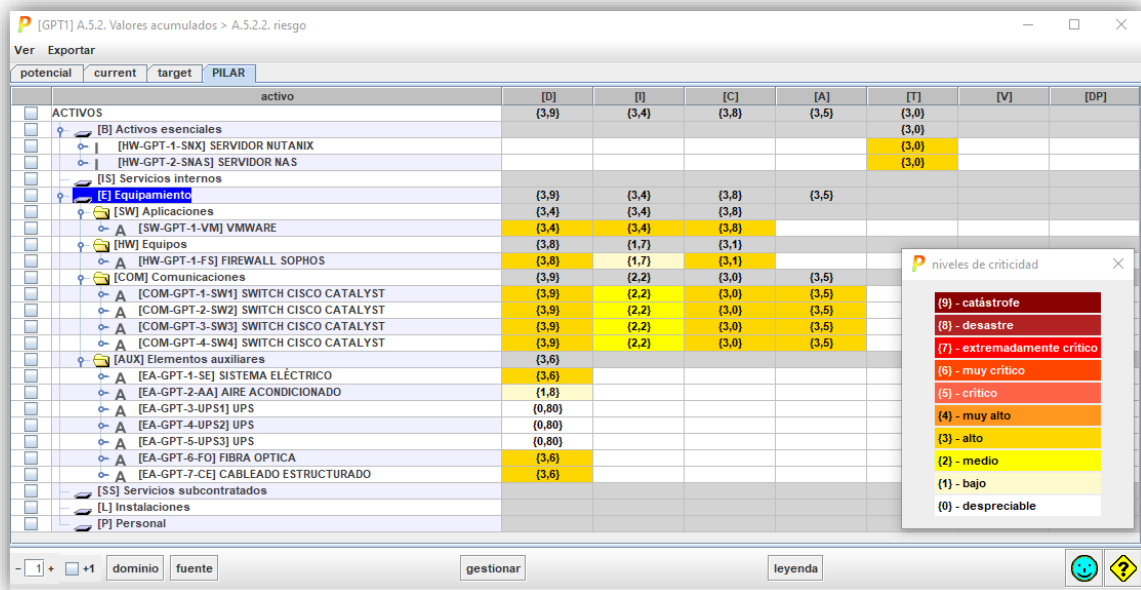 [GPT1] A.5.2. Valores acumulados > A.5.2.2. riesgo
Ver Exportar
potencial current target PILAR
activo [D] [I] [C] [A] [T] [V] [DP]
ACTIVOS {3,9} {3,4} {3,8} {3,5} {3,0}
[B] Activos esenciales {3,0}
[HW-GPT-1-SNX] SERVIDOR NUTANIX {3,0}
[HW-GPT-2-SNAS] SERVIDOR NAS {3,0}
[IS] Servicios internos
[E] Equipamiento {3,9} {3,4} {3,8} {3,5}
[SW] Aplicaciones {3,4} {3,4} {3,8}
[SW-GPT-1-VM] VMWARE {3,4} {3,4} {3,8}
[HW] Equipos {3,8} {1,7} {3,1}
[HW-GPT-1-FS] FIREWALL SOPHOS {3,8} {1,7} {3,1}
[COM] Comunicaciones {3,9} {2,2} {3,0} {3,5}
[COM-GPT-1-SW1] SWITCH CISCO CATALYST {3,9} {2,2} {3,0} {3,5}
[COM-GPT-2-SW2] SWITCH CISCO CATALYST {3,9} {2,2} {3,0} {3,5}
[COM-GPT-3-SW3] SWITCH CISCO CATALYST {3,9} {2,2} {3,0} {3,5}
[COM-GPT-4-SW4] SWITCH CISCO CATALYST {3,9} {2,2} {3,0} {3,5}
[AUX] Elementos auxiliares {3,6}
[EA-GPT-1-SE] SISTEMA ELÉCTRICO {3,6}
[EA-GPT-2-AA] AIRE ACONDICIONADO {1,8}
[EA-GPT-3-UPS1] UPS {0,80}
[EA-GPT-4-UPS2] UPS {0,80}
[EA-GPT-5-UPS3] UPS {0,80}
[EA-GPT-6-FO] FIBRA OPTICA {3,6}
[EA-GPT-7-CE] CABLEADO ESTRUCTURADO {3,6}
[SS] Servicios subcontratados
[L] Instalaciones
[P] Personal
niveles de criticidad
{9} - catástrofe
{8} - desastre
{7} - extremadamente crítico
{6} - muy crítico
{5} - crítico
{4} - muy alto
{3} - alto
{2} - medio
{1} - bajo
{0} - despreciable
- 1 + +1 dominio fuente gestionar leyenda